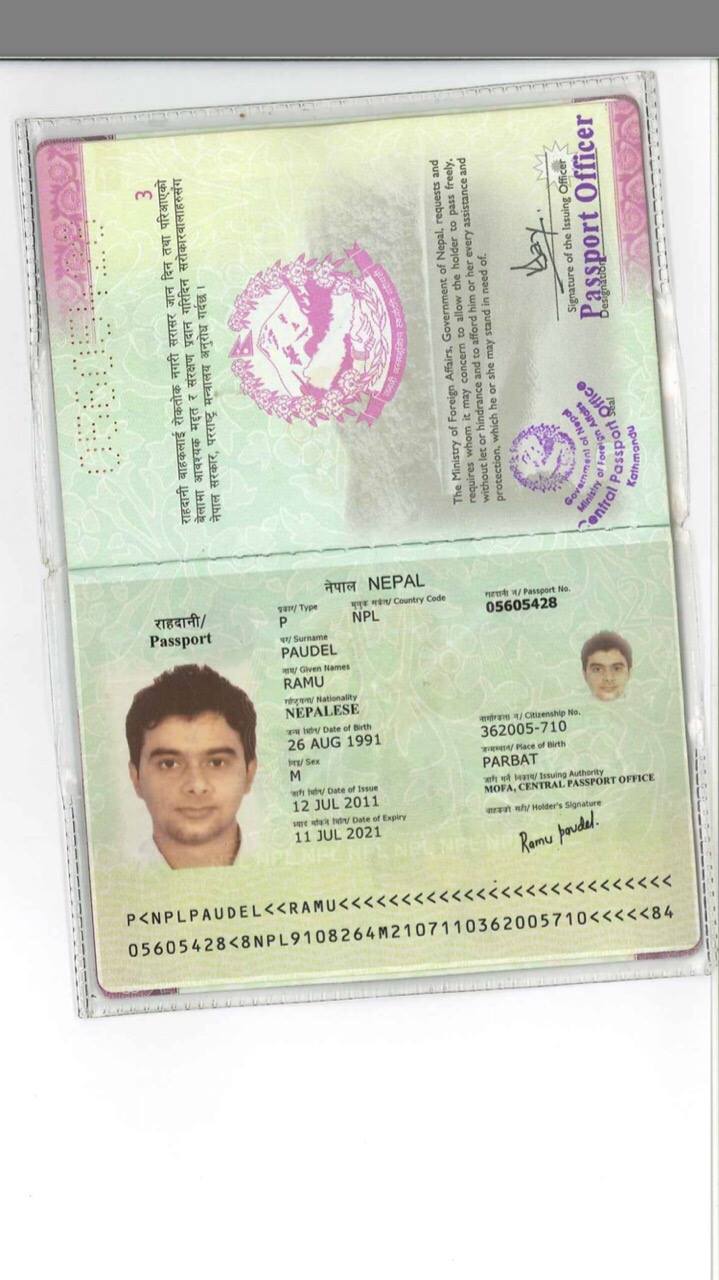 3
राहदानी बाहकलाई रोकतोक नगरी सरासर जान दिन तथा परिआएको
बेलामा आवश्यक मद्दत र संरक्षण प्रदान गरिदिन सरोकारवालाहरुसँग
नेपाल सरकार, परराष्ट्र मन्त्रालय अनुरोध गर्दछ ।
The Ministry of Foreign Affairs, Government of Nepal, requests and
requires whom it may concern to allow the holder to pass freely,
without let or hindrance and to afford him or her every assistance and
protection, which he or she may stand in need of.
Signature of the Issuing Officer
Passport Officer
Designation
Seal
Government of Nepal
Ministry of Foreign Affairs
Central Passport Office
Kathmandu
नेपाल NEPAL
राहदानी/
Passport
प्रकार/ Type
P
मुलुक संकेत/ Country Code
NPL
राहदानी नं/ Passport No.
05605428
थर/ Surname
PAUDEL
नाम/ Given Names
RAMU
राष्ट्रियता/ Nationality
NEPALESE
जन्म मिति/ Date of Birth
26 AUG 1991
नागरिकता नं/ Citizenship No.
362005-710
लिङ्ग/ Sex
M
जन्मस्थान/ Place of Birth
PARBAT
जारी मिति/ Date of Issue
12 JUL 2011
जारी गर्ने निकाय/ Issuing Authority
MOFA, CENTRAL PASSPORT OFFICE
म्याद सकिने मिति/ Date of Expiry
11 JUL 2021
वाहकको सही/ Holder's Signature
Ramu paudel.
P<NPLPAUDEL<<RAMU<<<<<<<<<<<<<<<<<<<<<<<<<<<
05605428<8NPL9108264M2107110362005710<<<<<84